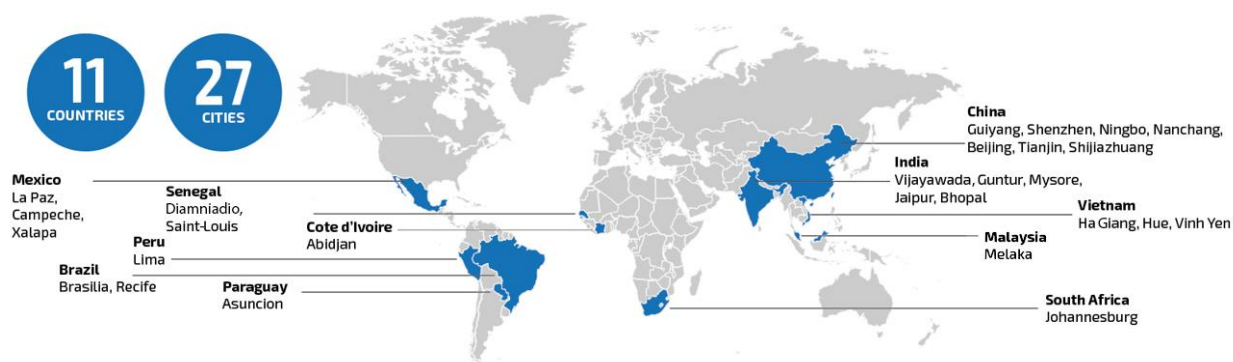 11
COUNTRIES
27
CITIES
Mexico
La Paz,
Campeche,
Xalapa
Senegal
Diamniadio,
Saint-Louis
Cote d'Ivoire
Abidjan
Peru
Lima
Brazil
Brasilia, Recife
Paraguay
Asuncion
China
Guiyang, Shenzhen, Ningbo, Nanchang,
Beijing, Tianjin, Shijiazhuang
India
Vijayawada, Guntur, Mysore,
Jaipur, Bhopal
Vietnam
Ha Giang, Hue, Vinh Yen
Malaysia
Melaka
South Africa
Johannesburg